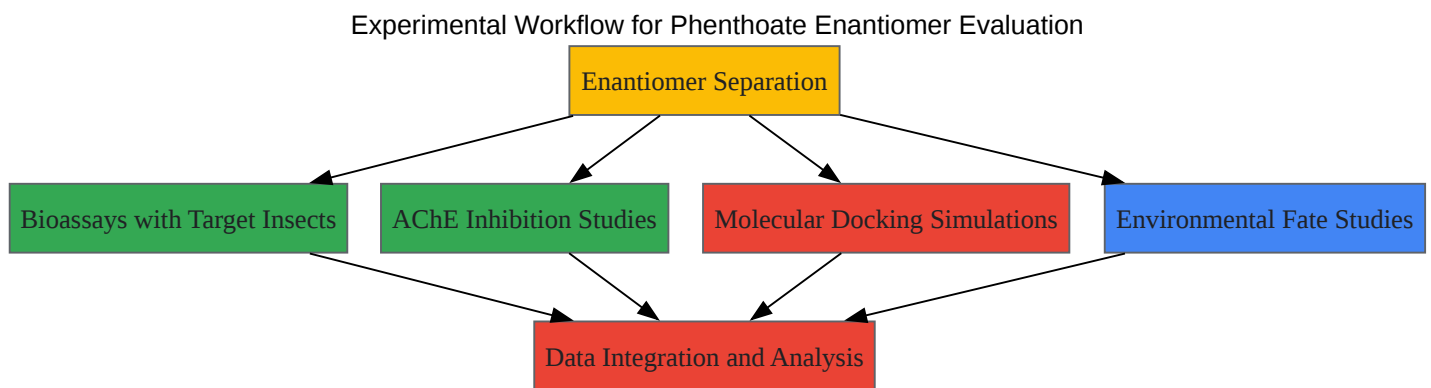 Experimental Workflow for Phenthoate Enantiomer Evaluation
Enantiomer Separation
Bioassays with Target Insects
AChE Inhibition Studies
Molecular Docking Simulations
Environmental Fate Studies
Data Integration and Analysis